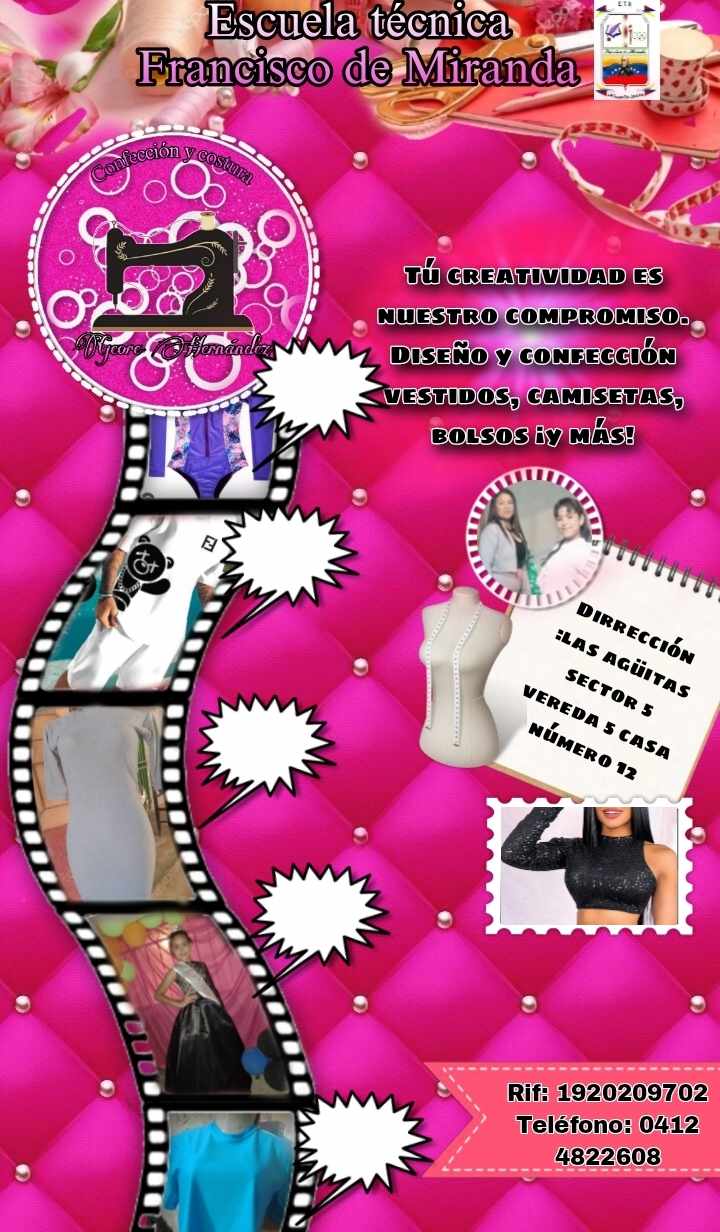 Escuela técnica
Francisco de Miranda
E.T.R
Confección y costura
Hernández
Tú creatividad es
nuestro compromiso.
Diseño y confección
vestidos, camisetas,
bolsos ¡y más!
Dirrección
:las agüitas
sector 5
vereda 5 casa
número 12
Rif: 1920209702
Teléfono: 0412
4822608